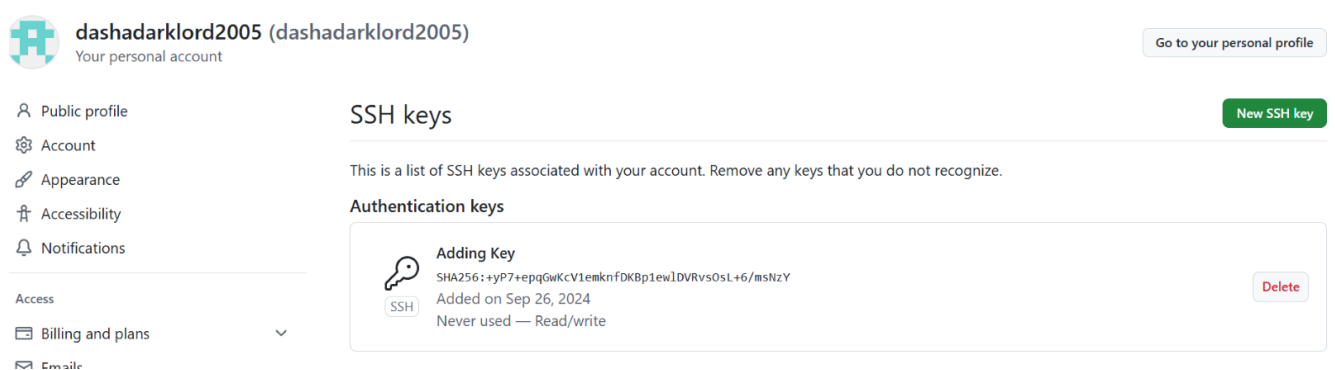 dashadarklord2005 (dashadarklord2005)
Your personal account
Go to your personal profile
Public profile
Account
Appearance
Accessibility
Notifications
Access
Billing and plans
Emails
SSH keys
New SSH key
This is a list of SSH keys associated with your account. Remove any keys that you do not recognize.
Authentication keys
Adding Key
SHA256:+yP7+epqGwKcV1emknfDKBp1ewlDVRvsOsL+6/msNzY
SSH
Added on Sep 26, 2024
Never used — Read/write
Delete